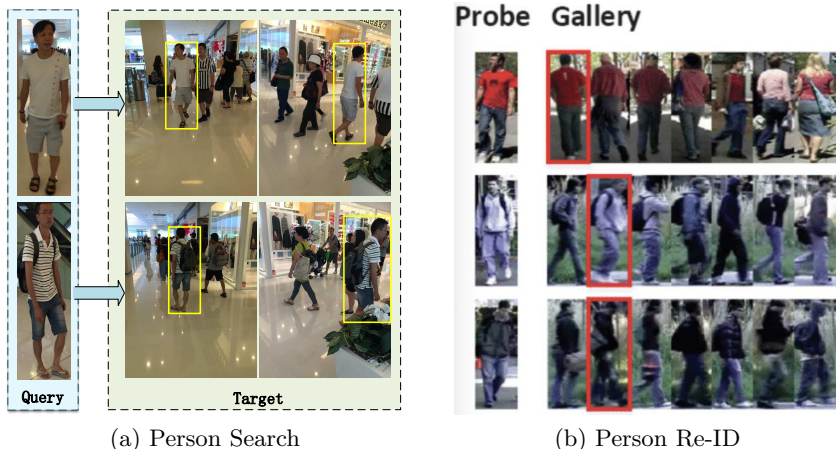 Query
Target
(a) Person Search
Probe Gallery
(b) Person Re-ID